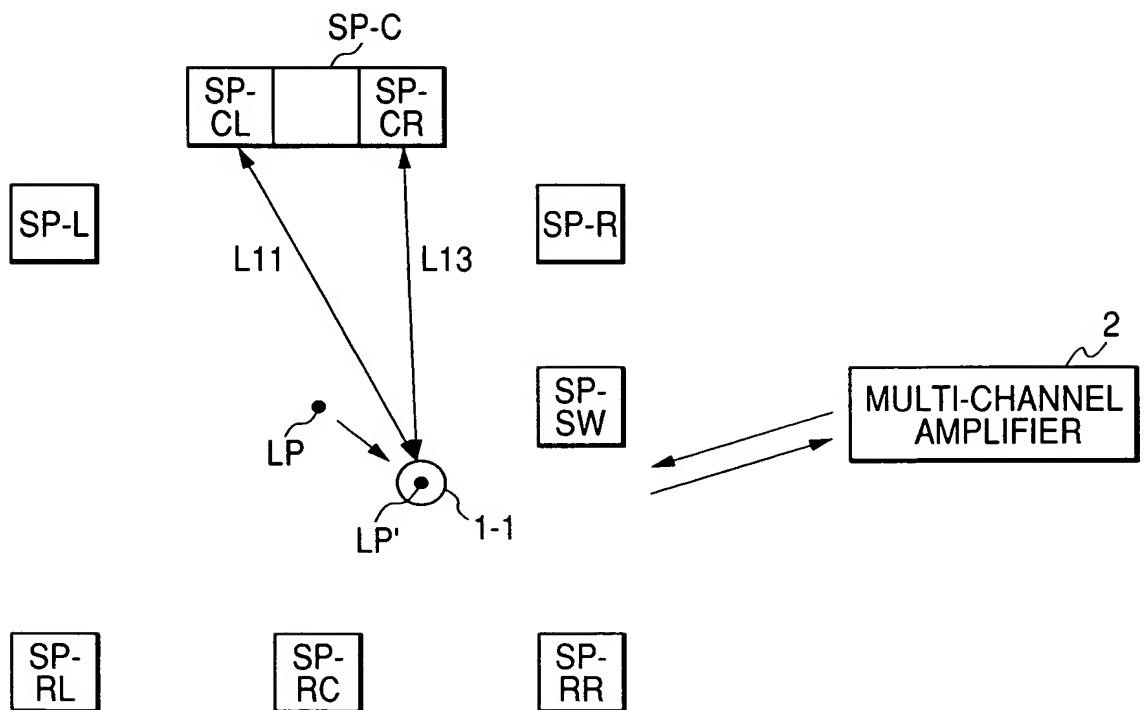 SP-C
SP-
CL
SP-
CR
SP-L
SP-R
L11
L13
2
MULTI-CHANNEL
AMPLIFIER
SP-
SW
LP
LP'
1-1
SP-
RL
SP-
RC
SP-
RR